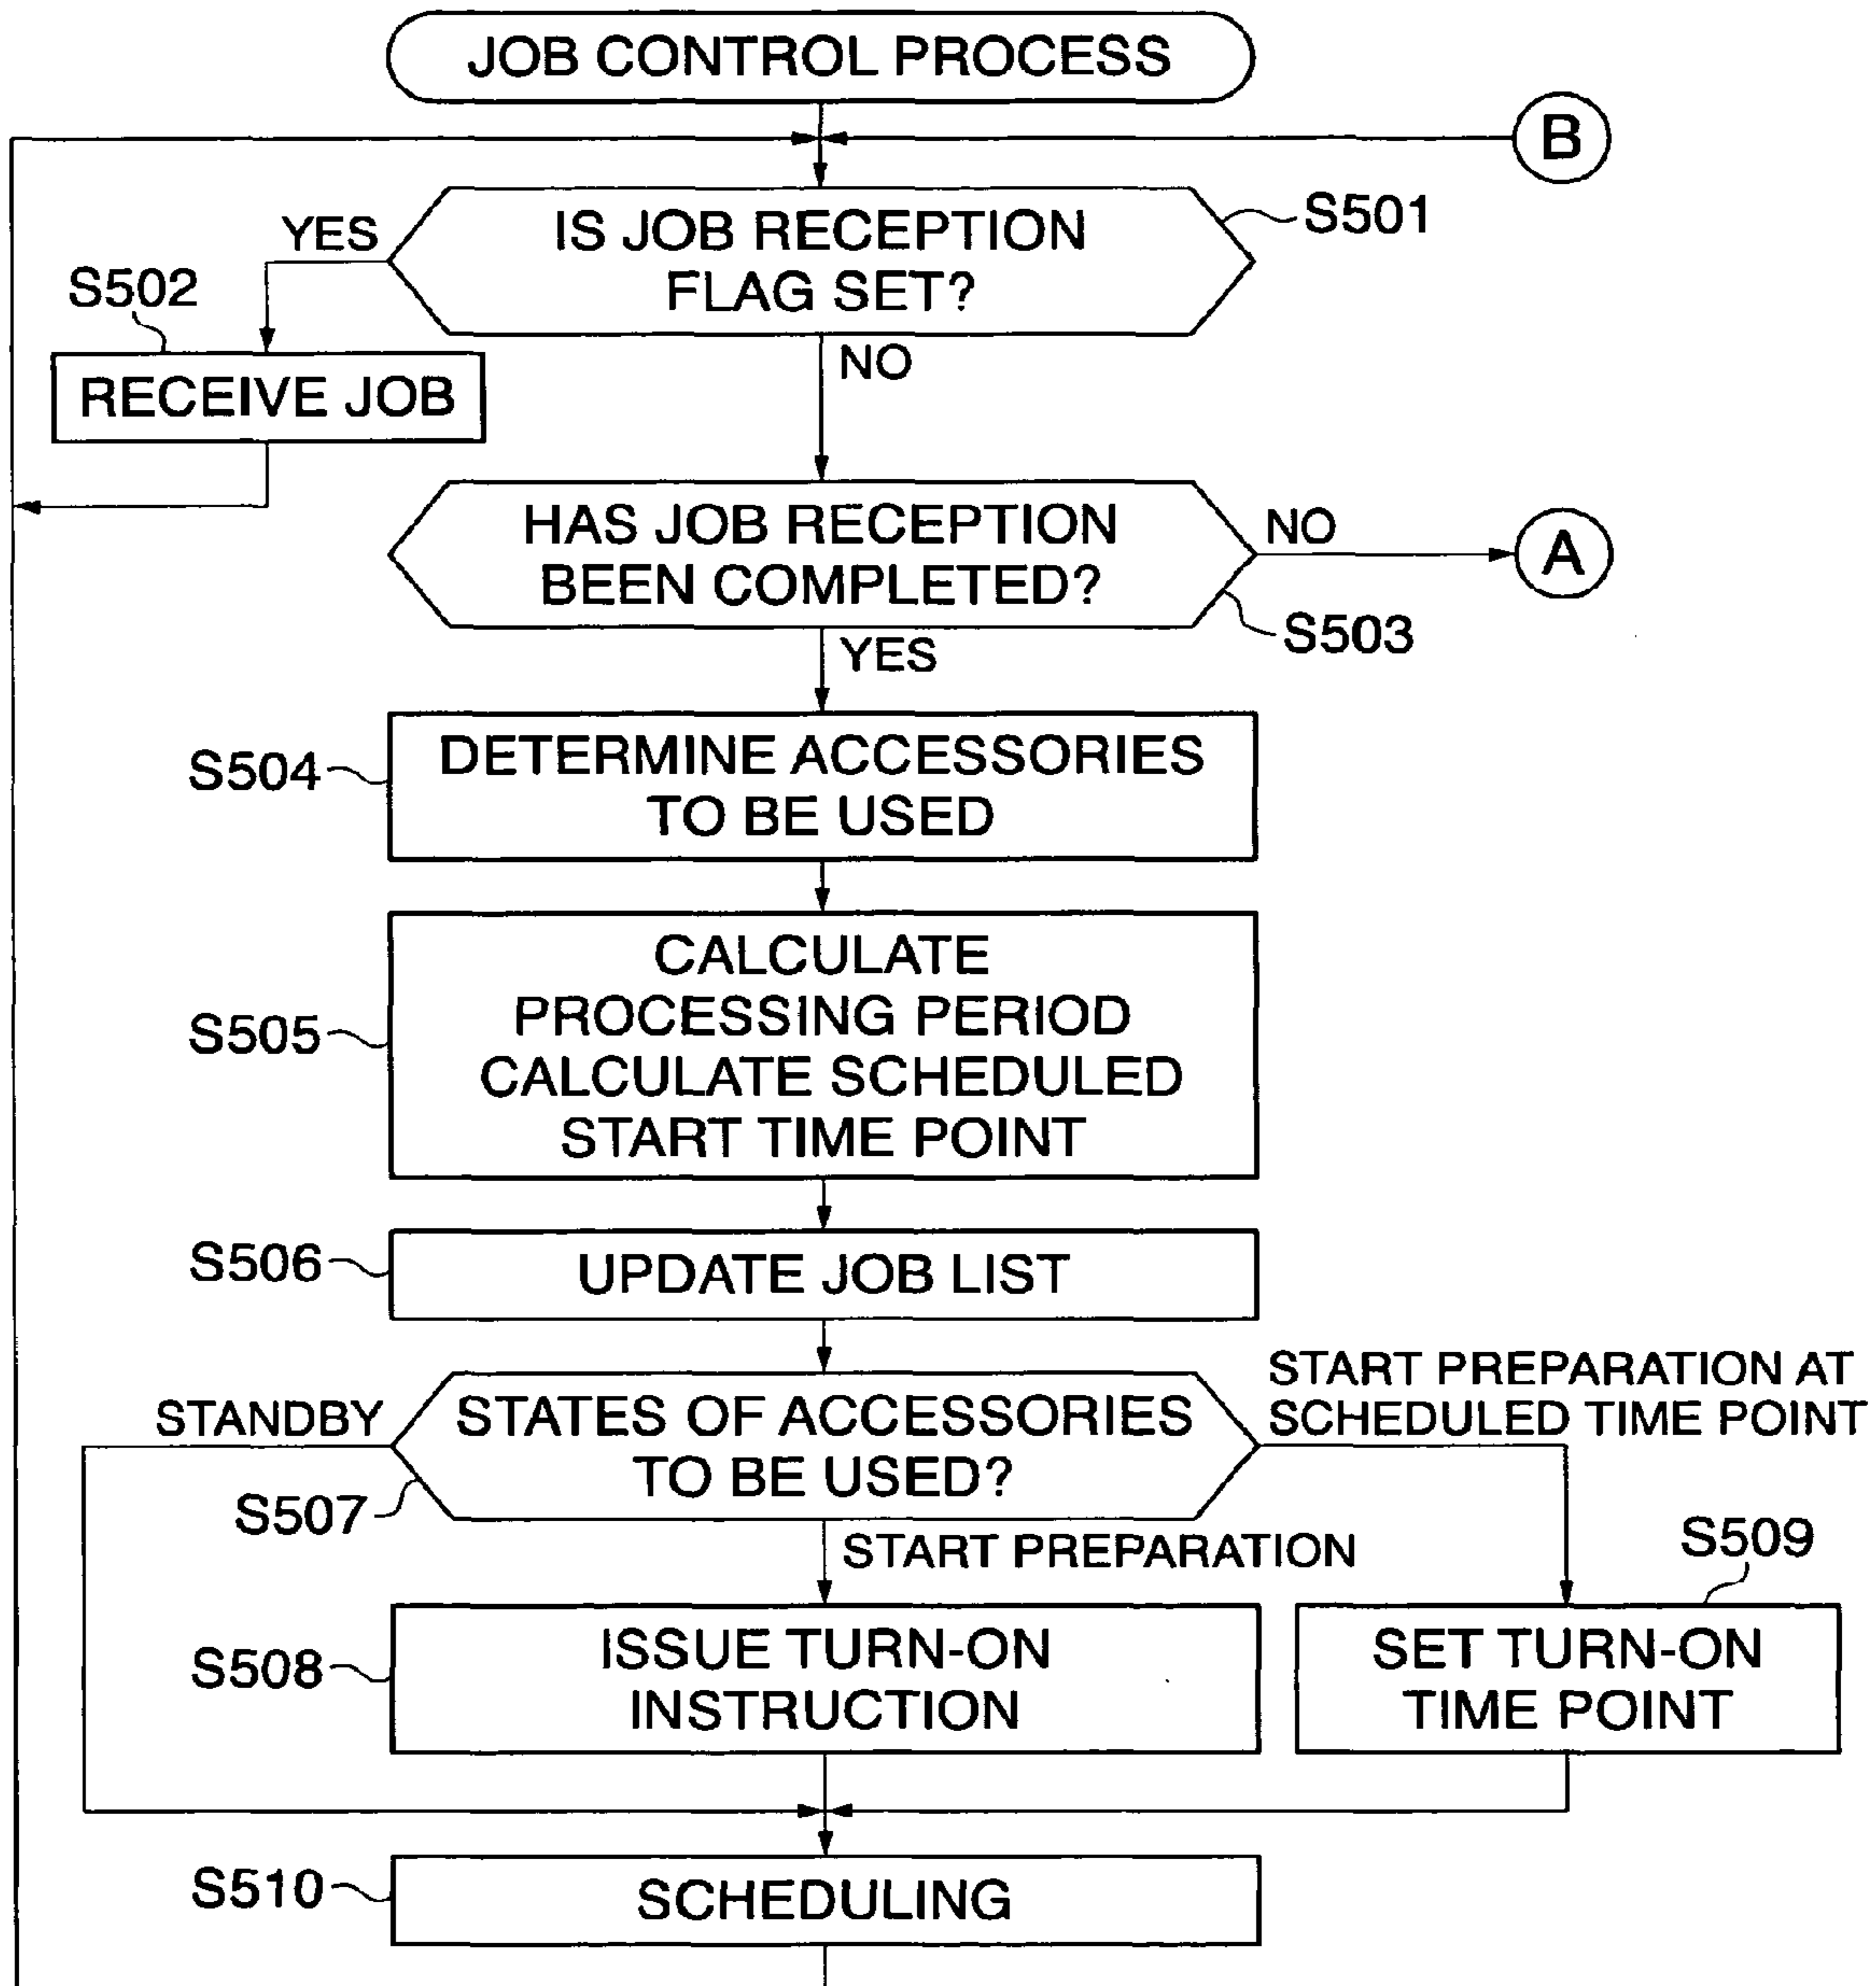 JOB CONTROL PROCESS
B
IS JOB RECEPTION
FLAG SET?
S501
YES
S502
RECEIVE JOB
NO
HAS JOB RECEPTION
BEEN COMPLETED?
NO
A
S503
YES
S504
DETERMINE ACCESSORIES
TO BE USED
S505
CALCULATE
PROCESSING PERIOD
CALCULATE SCHEDULED
START TIME POINT
S506
UPDATE JOB LIST
STANDBY
STATES OF ACCESSORIES
TO BE USED?
START PREPARATION AT
SCHEDULED TIME POINT
S507
START PREPARATION
S509
S508
ISSUE TURN-ON
INSTRUCTION
SET TURN-ON
TIME POINT
S510
SCHEDULING